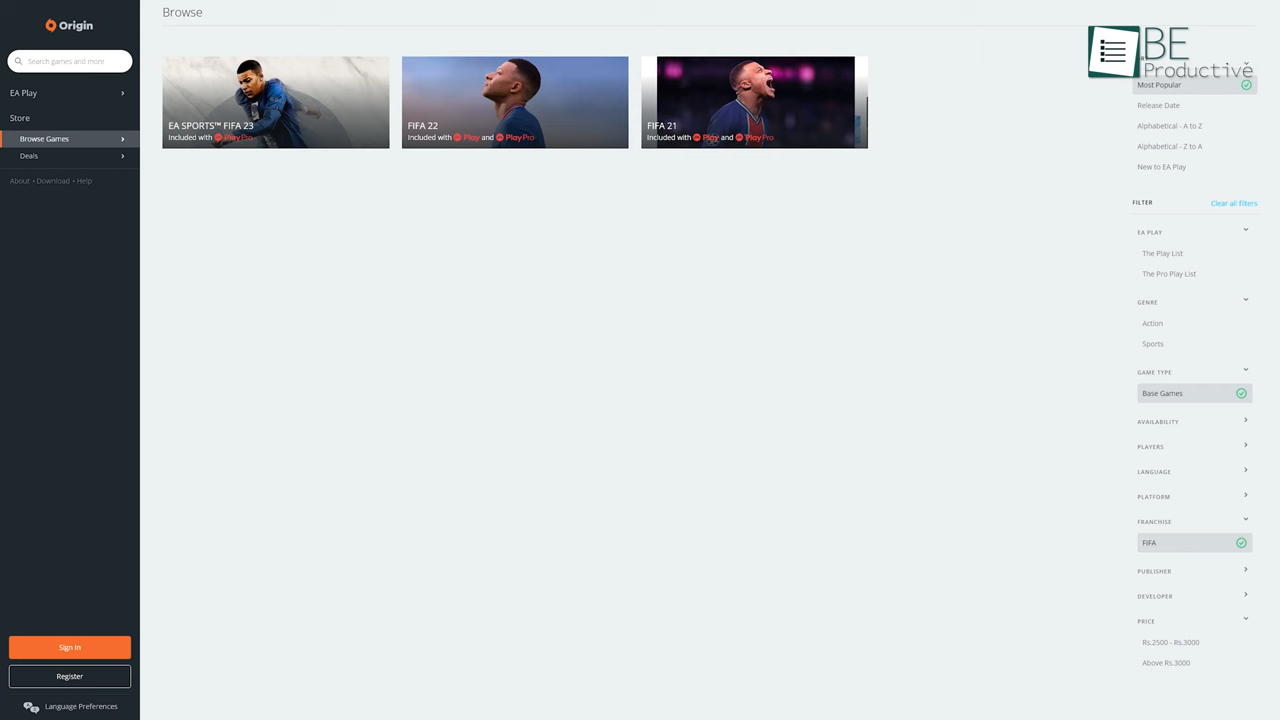 Origin
Search games and more
EA Play
Store
Browse Games
Deals
About • Download • Help
Sign In
Register
Language Preferences
Browse
EA SPORTS™ FIFA 23
Included with Play Pro
FIFA 22
Included with Play and Play Pro
FIFA 21
Included with Play and Play Pro
BE
Productive
Most Popular
Release Date
Alphabetical - A to Z
Alphabetical - Z to A
New to EA Play
FILTER
Clear all filters
EA PLAY
The Play List
The Pro Play List
GENRE
Action
Sports
GAME TYPE
Base Games
AVAILABILITY
PLAYERS
LANGUAGE
PLATFORM
FRANCHISE
FIFA
PUBLISHER
DEVELOPER
PRICE
Rs.2500 - Rs.3000
Above Rs.3000